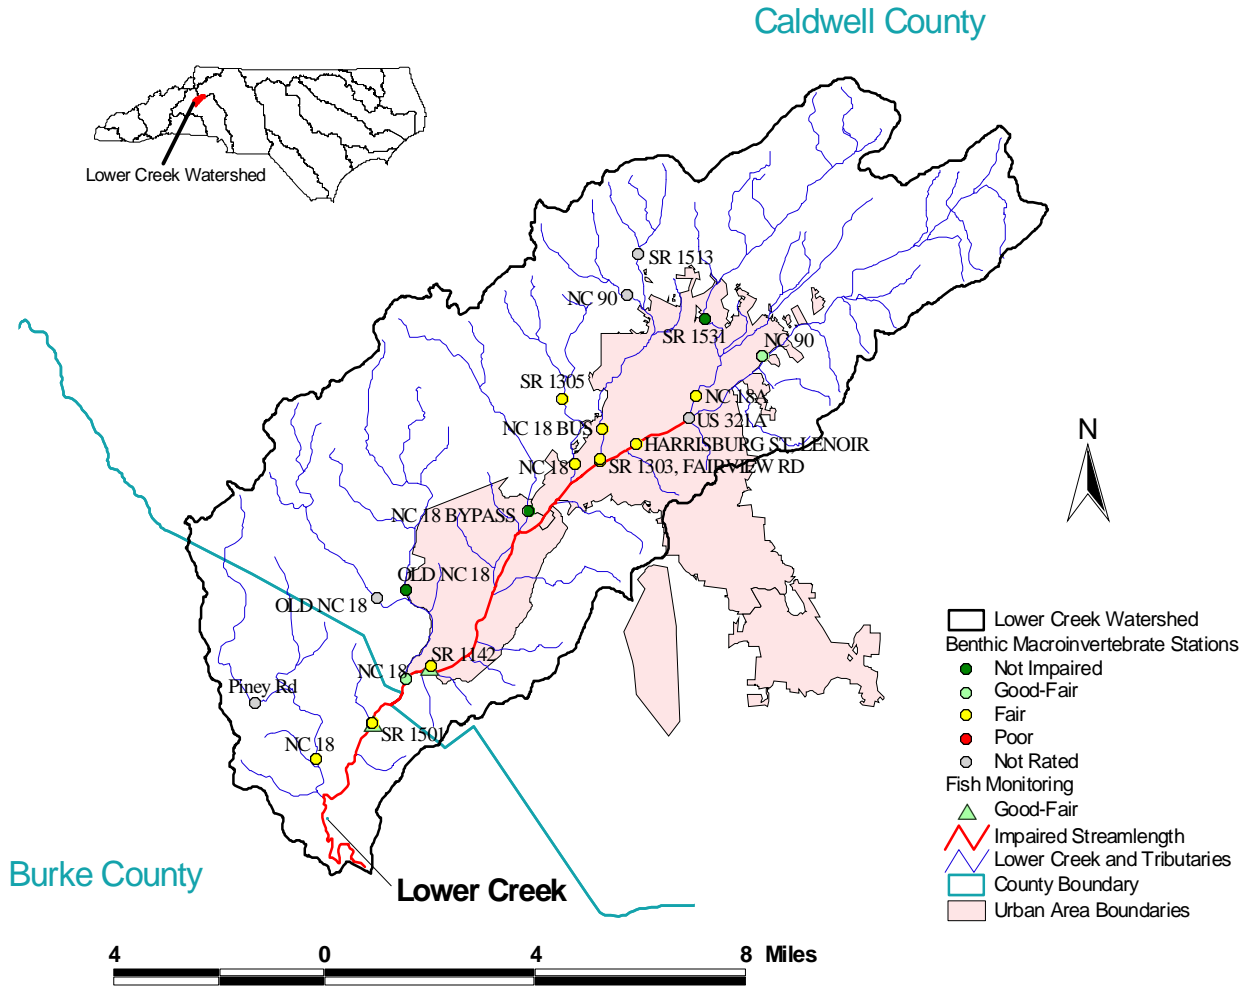 Caldwell County
Lower Creek Watershed
SR 1513
NC 90
SR 1531
NC 90
SR 1305
NC 18A
US 321A
NC 18 BUS
HARRISBURG ST. LENOIR
NC 18
SR 1303, FAIRVIEW RD
N
NC 18 BYPASS
OLD NC 18
OLD NC 18
SR 1142
NC 18
Piney Rd
SR 1501
NC 18
Lower Creek
Burke County
Lower Creek Watershed
Benthic Macroinvertebrate Stations
Not Impaired
Good-Fair
Fair
Poor
Not Rated
Fish Monitoring
Good-Fair
Impaired Streamlength
Lower Creek and Tributaries
County Boundary
Urban Area Boundaries
4 0 4 8 Miles